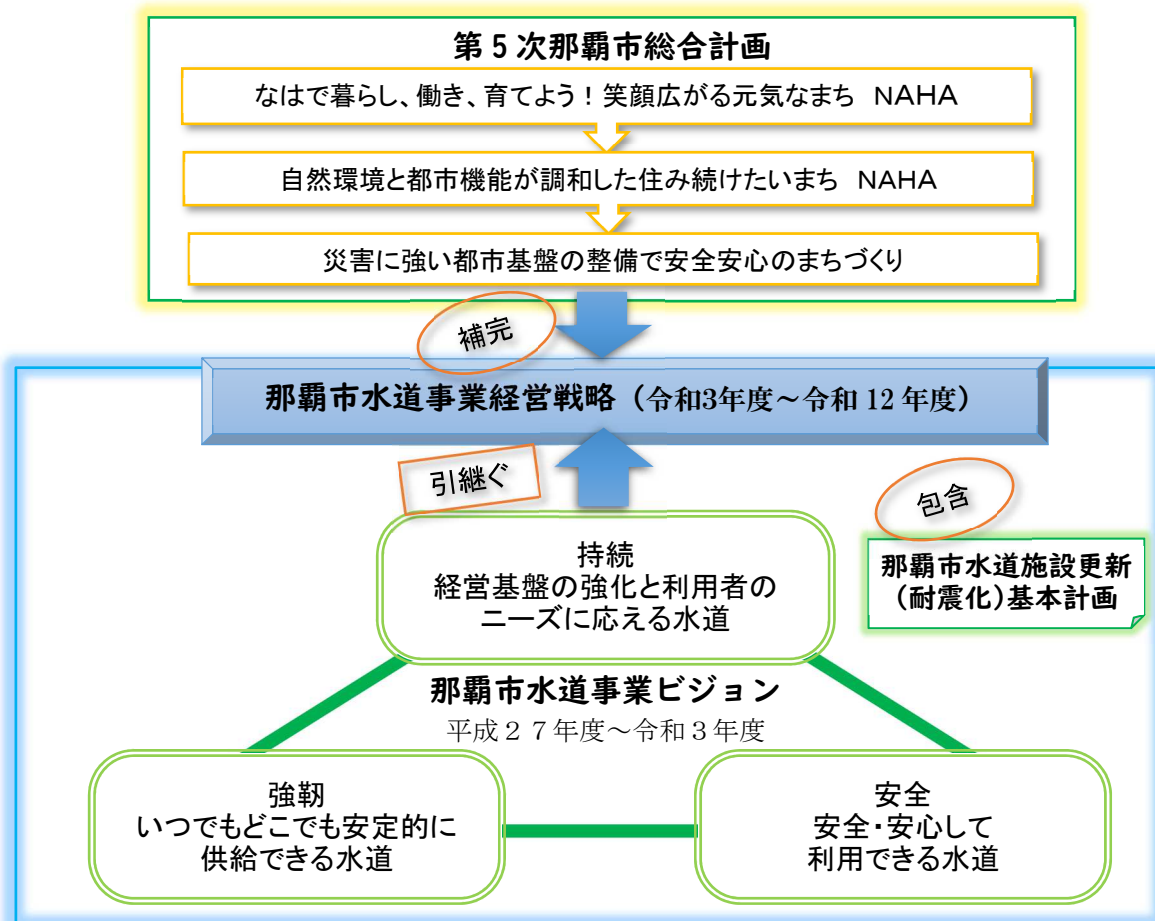 第5次那覇市総合計画
なはで暮らし、働き、育てよう！笑顔広がる元気なまち NAHA
自然環境と都市機能が調和した住み続けたいまち NAHA
災害に強い都市基盤の整備で安全安心のまちづくり
補完
那覇市水道事業経営戦略（令和3年度～令和12年度）
引継ぐ
包含
持続
経営基盤の強化と利用者の
ニーズに応える水道
那覇市水道施設更新
（耐震化）基本計画
那覇市水道事業ビジョン
平成２７年度～令和３年度
強靭
いつでもどこでも安定的に
供給できる水道
安全
安全・安心して
利用できる水道